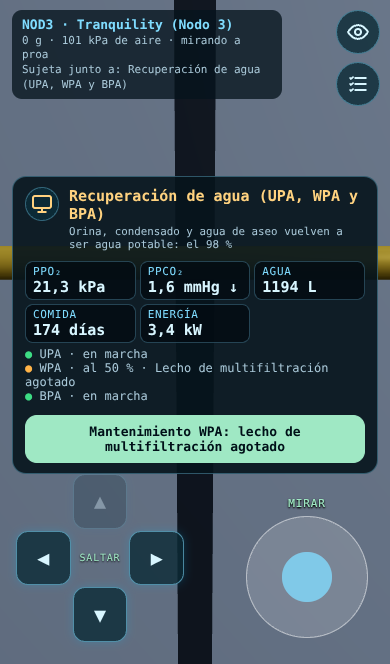 NOD3 · Tranquility (Nodo 3)
0 g · 101 kPa de aire · mirando a
proa
Sujeta junto a: Recuperación de agua
(UPA, WPA y BPA)
Recuperación de agua (UPA, WPA y
BPA)
Orina, condensado y agua de aseo vuelven a
ser agua potable: el 98 %
PPO₂
21,3 kPa
PPCO₂
1,6 mmHg ↓
AGUA
1194 L
COMIDA
174 días
ENERGÍA
3,4 kW
● UPA · en marcha
● WPA · al 50 % · Lecho de multifiltración
agotado
● BPA · en marcha
Mantenimiento WPA: lecho de
multifiltración agotado
▲
◀ SALTAR ▶
▼
MIRAR